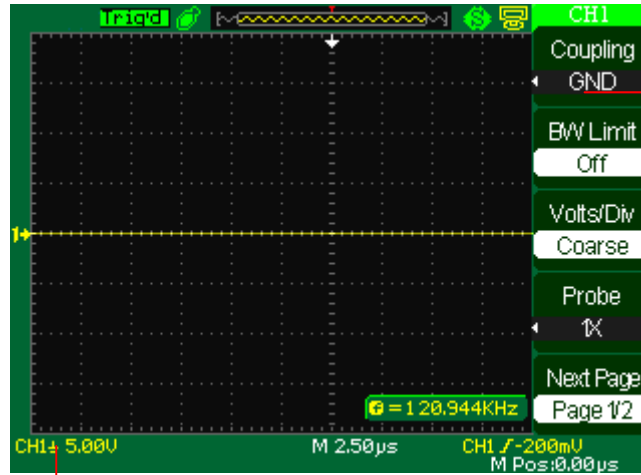 Trig'd
CH1
Coupling
GND
BW Limit
Off
Volts/Div
Coarse
Probe
1X
Next Page
Page 1/2
1
=120.944KHz
CH1 5.00V M 2.50μs CH1 -200mV
M Pos:0.00μs